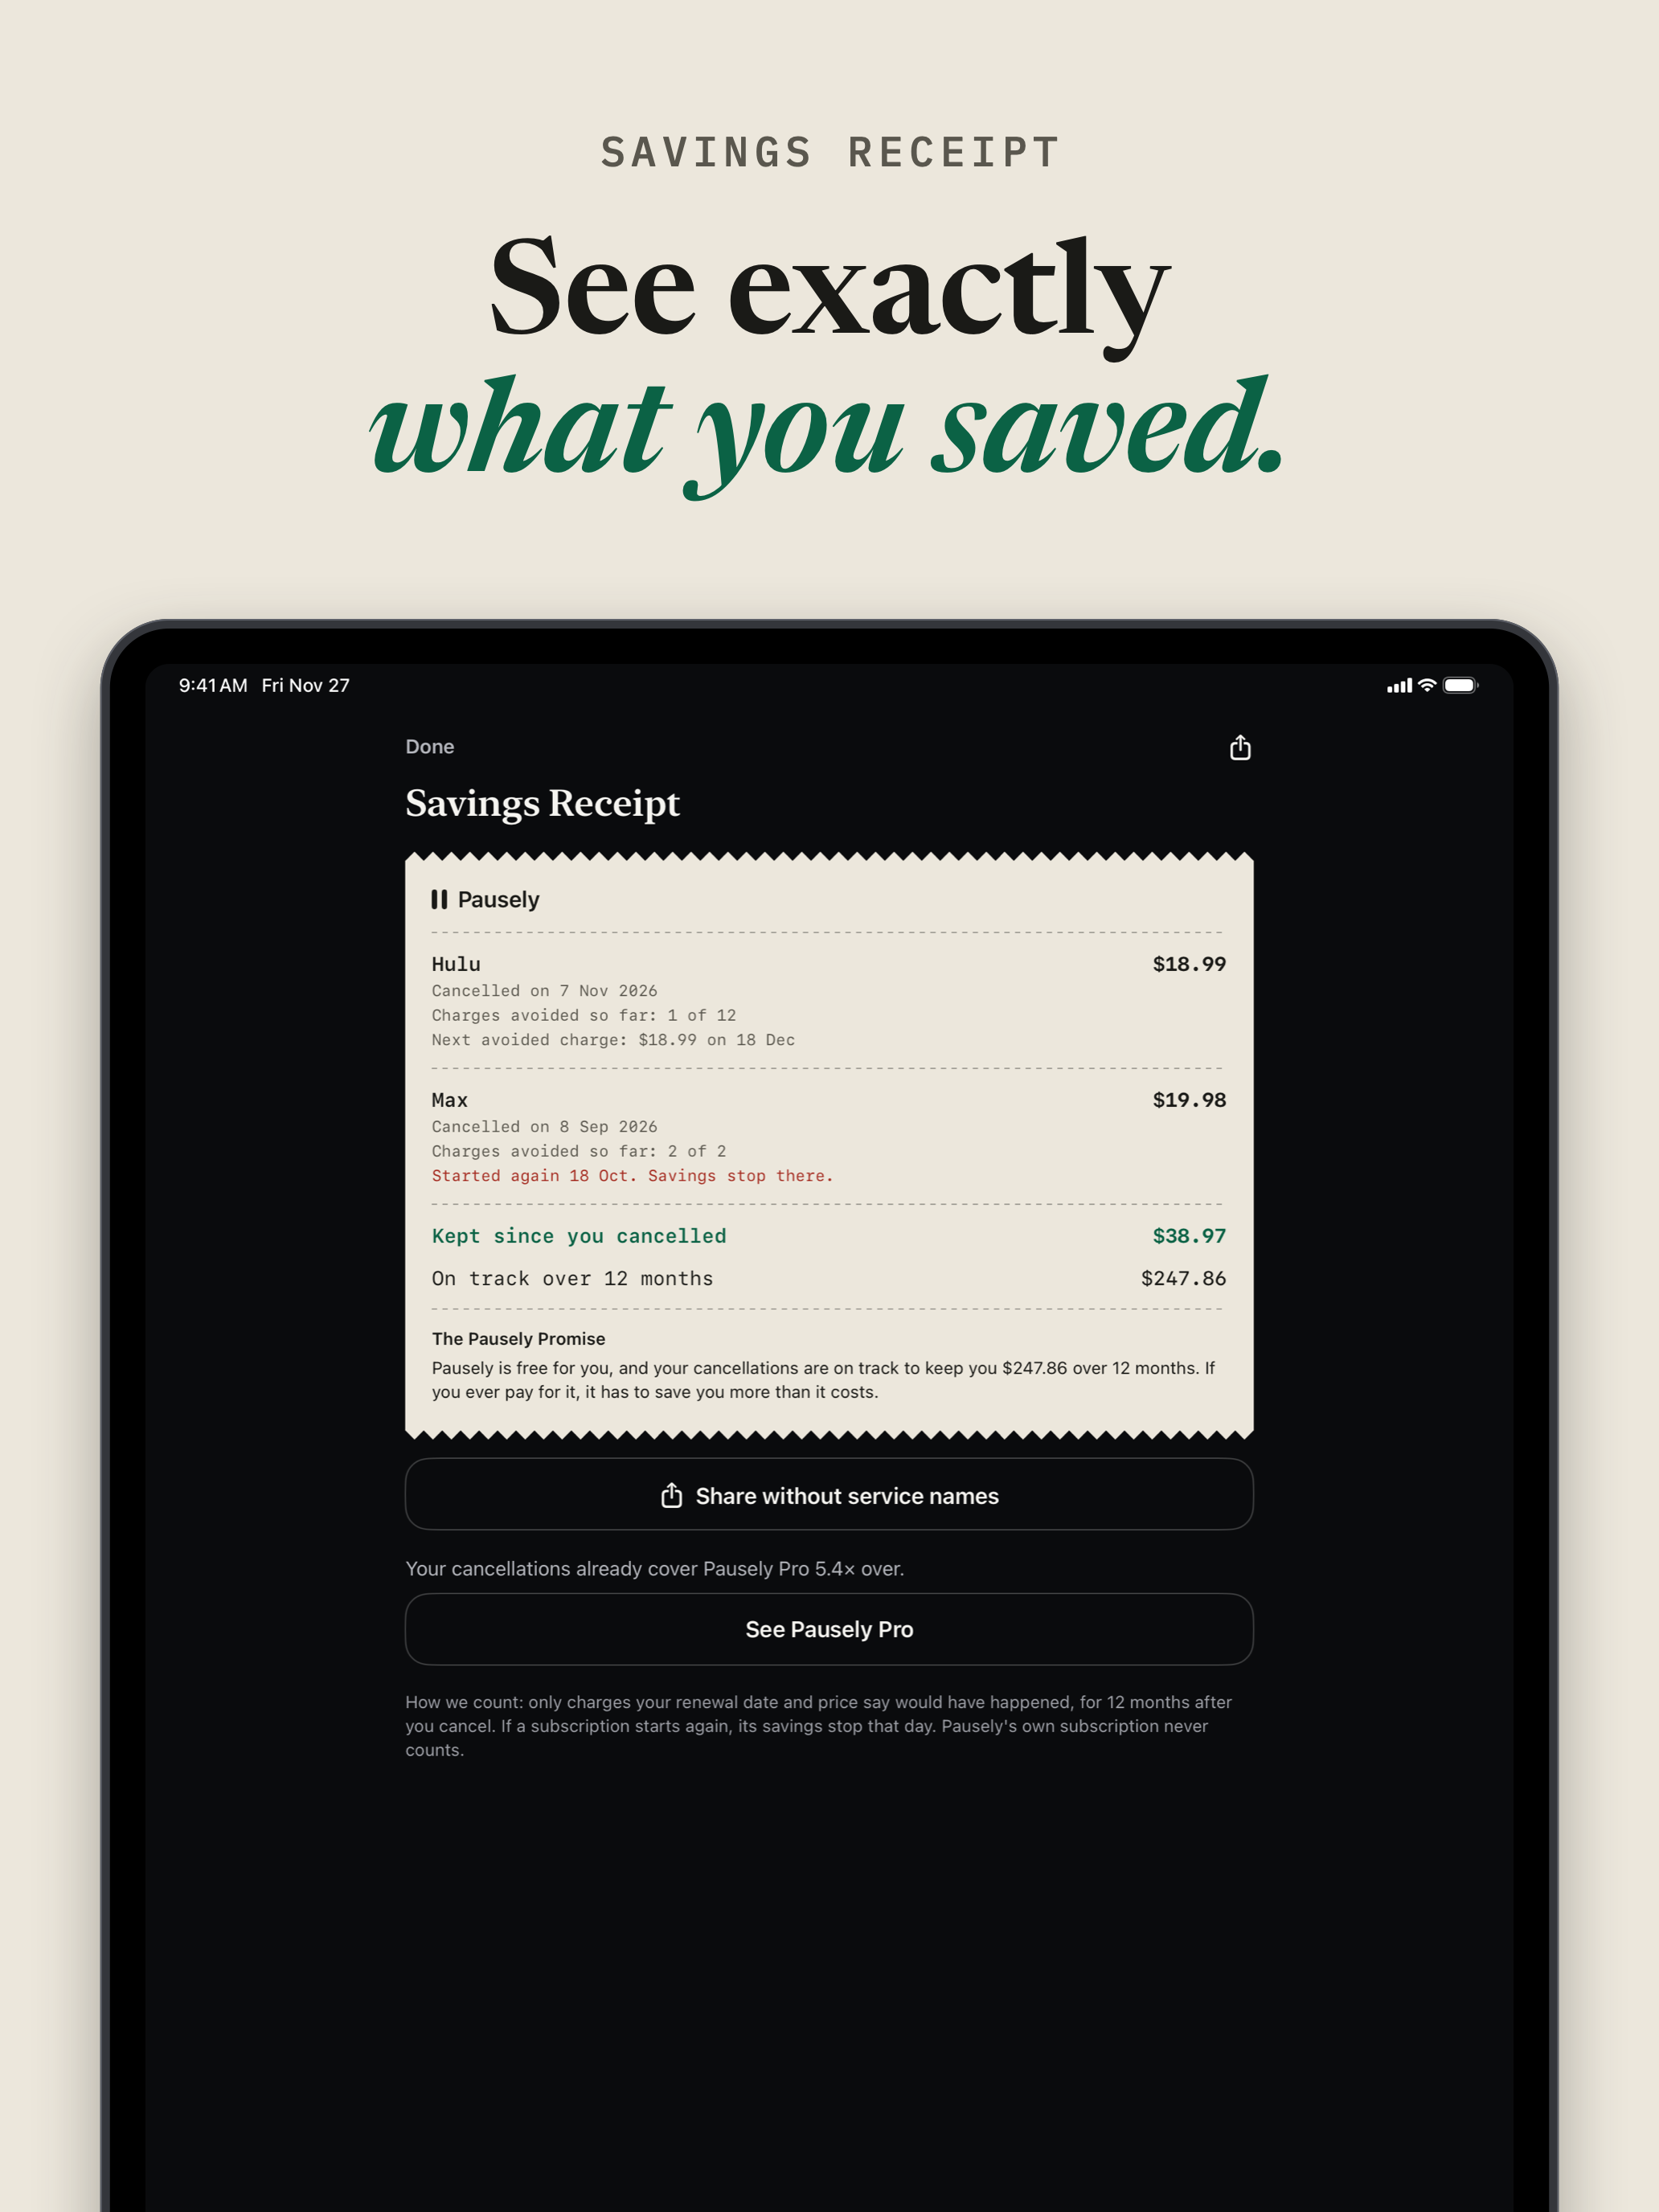 SAVINGS RECEIPT
See exactly
what you saved.
9:41 AM Fri Nov 27
Done
Savings Receipt
Pausely
Hulu $18.99
Cancelled on 7 Nov 2026
Charges avoided so far: 1 of 12
Next avoided charge: $18.99 on 18 Dec
Max $19.98
Cancelled on 8 Sep 2026
Charges avoided so far: 2 of 2
Started again 18 Oct. Savings stop there.
Kept since you cancelled $38.97
On track over 12 months $247.86
The Pausely Promise
Pausely is free for you, and your cancellations are on track to keep you $247.86 over 12 months. If
you ever pay for it, it has to save you more than it costs.
Share without service names
Your cancellations already cover Pausely Pro 5.4× over.
See Pausely Pro
How we count: only charges your renewal date and price say would have happened, for 12 months after
you cancel. If a subscription starts again, its savings stop that day. Pausely's own subscription never
counts.